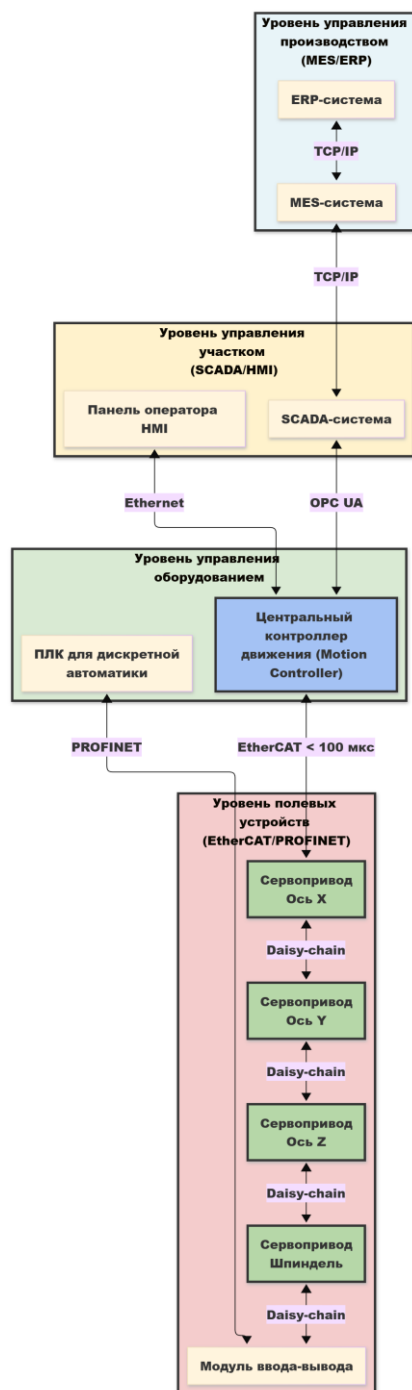 Уровень управления
производством
(MES/ERP)
ERP-система
TCP/IP
MES-система
TCP/IP
Уровень управления
участком
(SCADA/HMI)
Панель оператора
HMI
SCADA-система
Ethernet
OPC UA
Уровень управления
оборудованием
ПЛК для дискретной
автоматики
Центральный
контроллер
движения (Motion
Controller)
PROFINET
EtherCAT < 100 мкс
Уровень полевых
устройств
(EtherCAT/PROFINET)
Сервопривод
Ось X
Daisy-chain
Сервопривод
Ось Y
Daisy-chain
Сервопривод
Ось Z
Daisy-chain
Сервопривод
Шпиндель
Daisy-chain
Модуль ввода-вывода